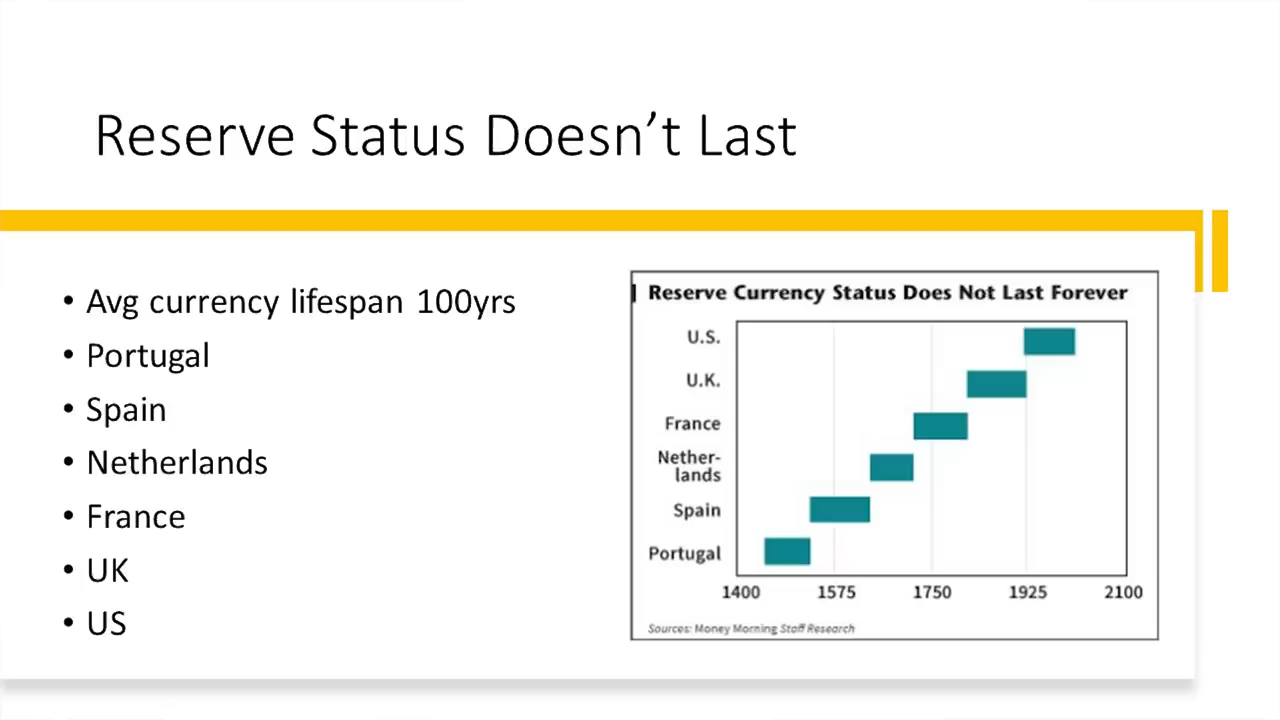 Reserve Status Doesn’t Last
• Avg currency lifespan 100yrs
• Portugal
• Spain
• Netherlands
• France
• UK
• US
Reserve Currency Status Does Not Last Forever
U.S.
U.K.
France
Nether-
lands
Spain
Portugal
1400 1575 1750 1925 2100
Sources: Money Morning Staff Research